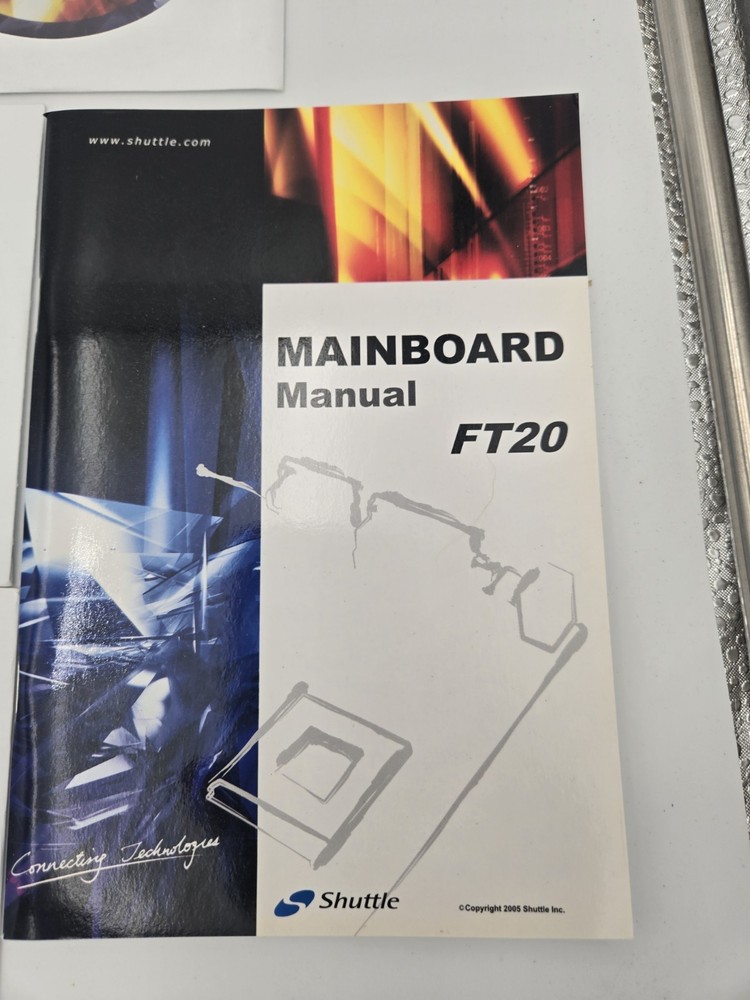 www.shuttle.com
MAINBOARD
Manual
FT20
Connecting Technologies
Shuttle
©Copyright 2005 Shuttle Inc.